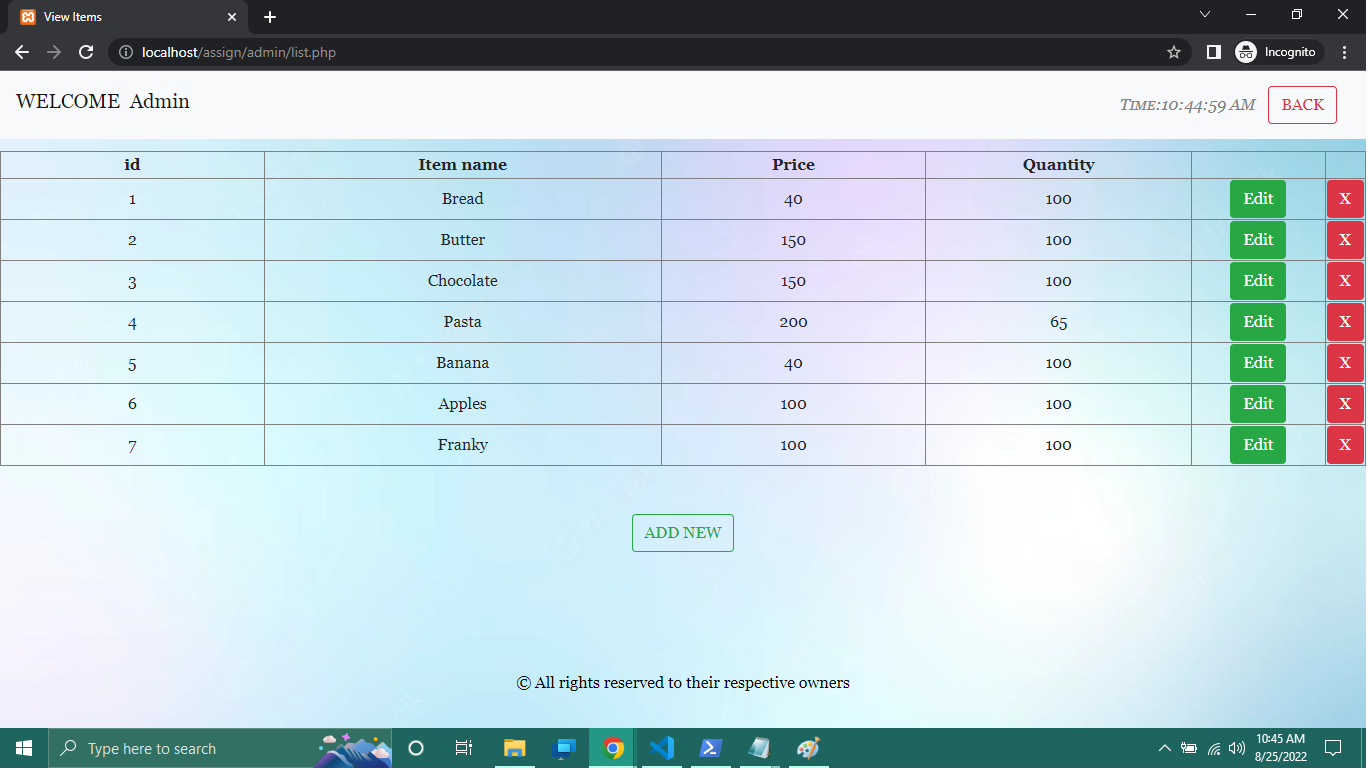 View Items
localhost/assign/admin/list.php
Incognito
WELCOME Admin
TIME:10:44:59 AM
BACK
id Item name Price Quantity
1 Bread 40 100 Edit X
2 Butter 150 100 Edit X
3 Chocolate 150 100 Edit X
4 Pasta 200 65 Edit X
5 Banana 40 100 Edit X
6 Apples 100 100 Edit X
7 Franky 100 100 Edit X
ADD NEW
© All rights reserved to their respective owners
Type here to search
10:45 AM
8/25/2022